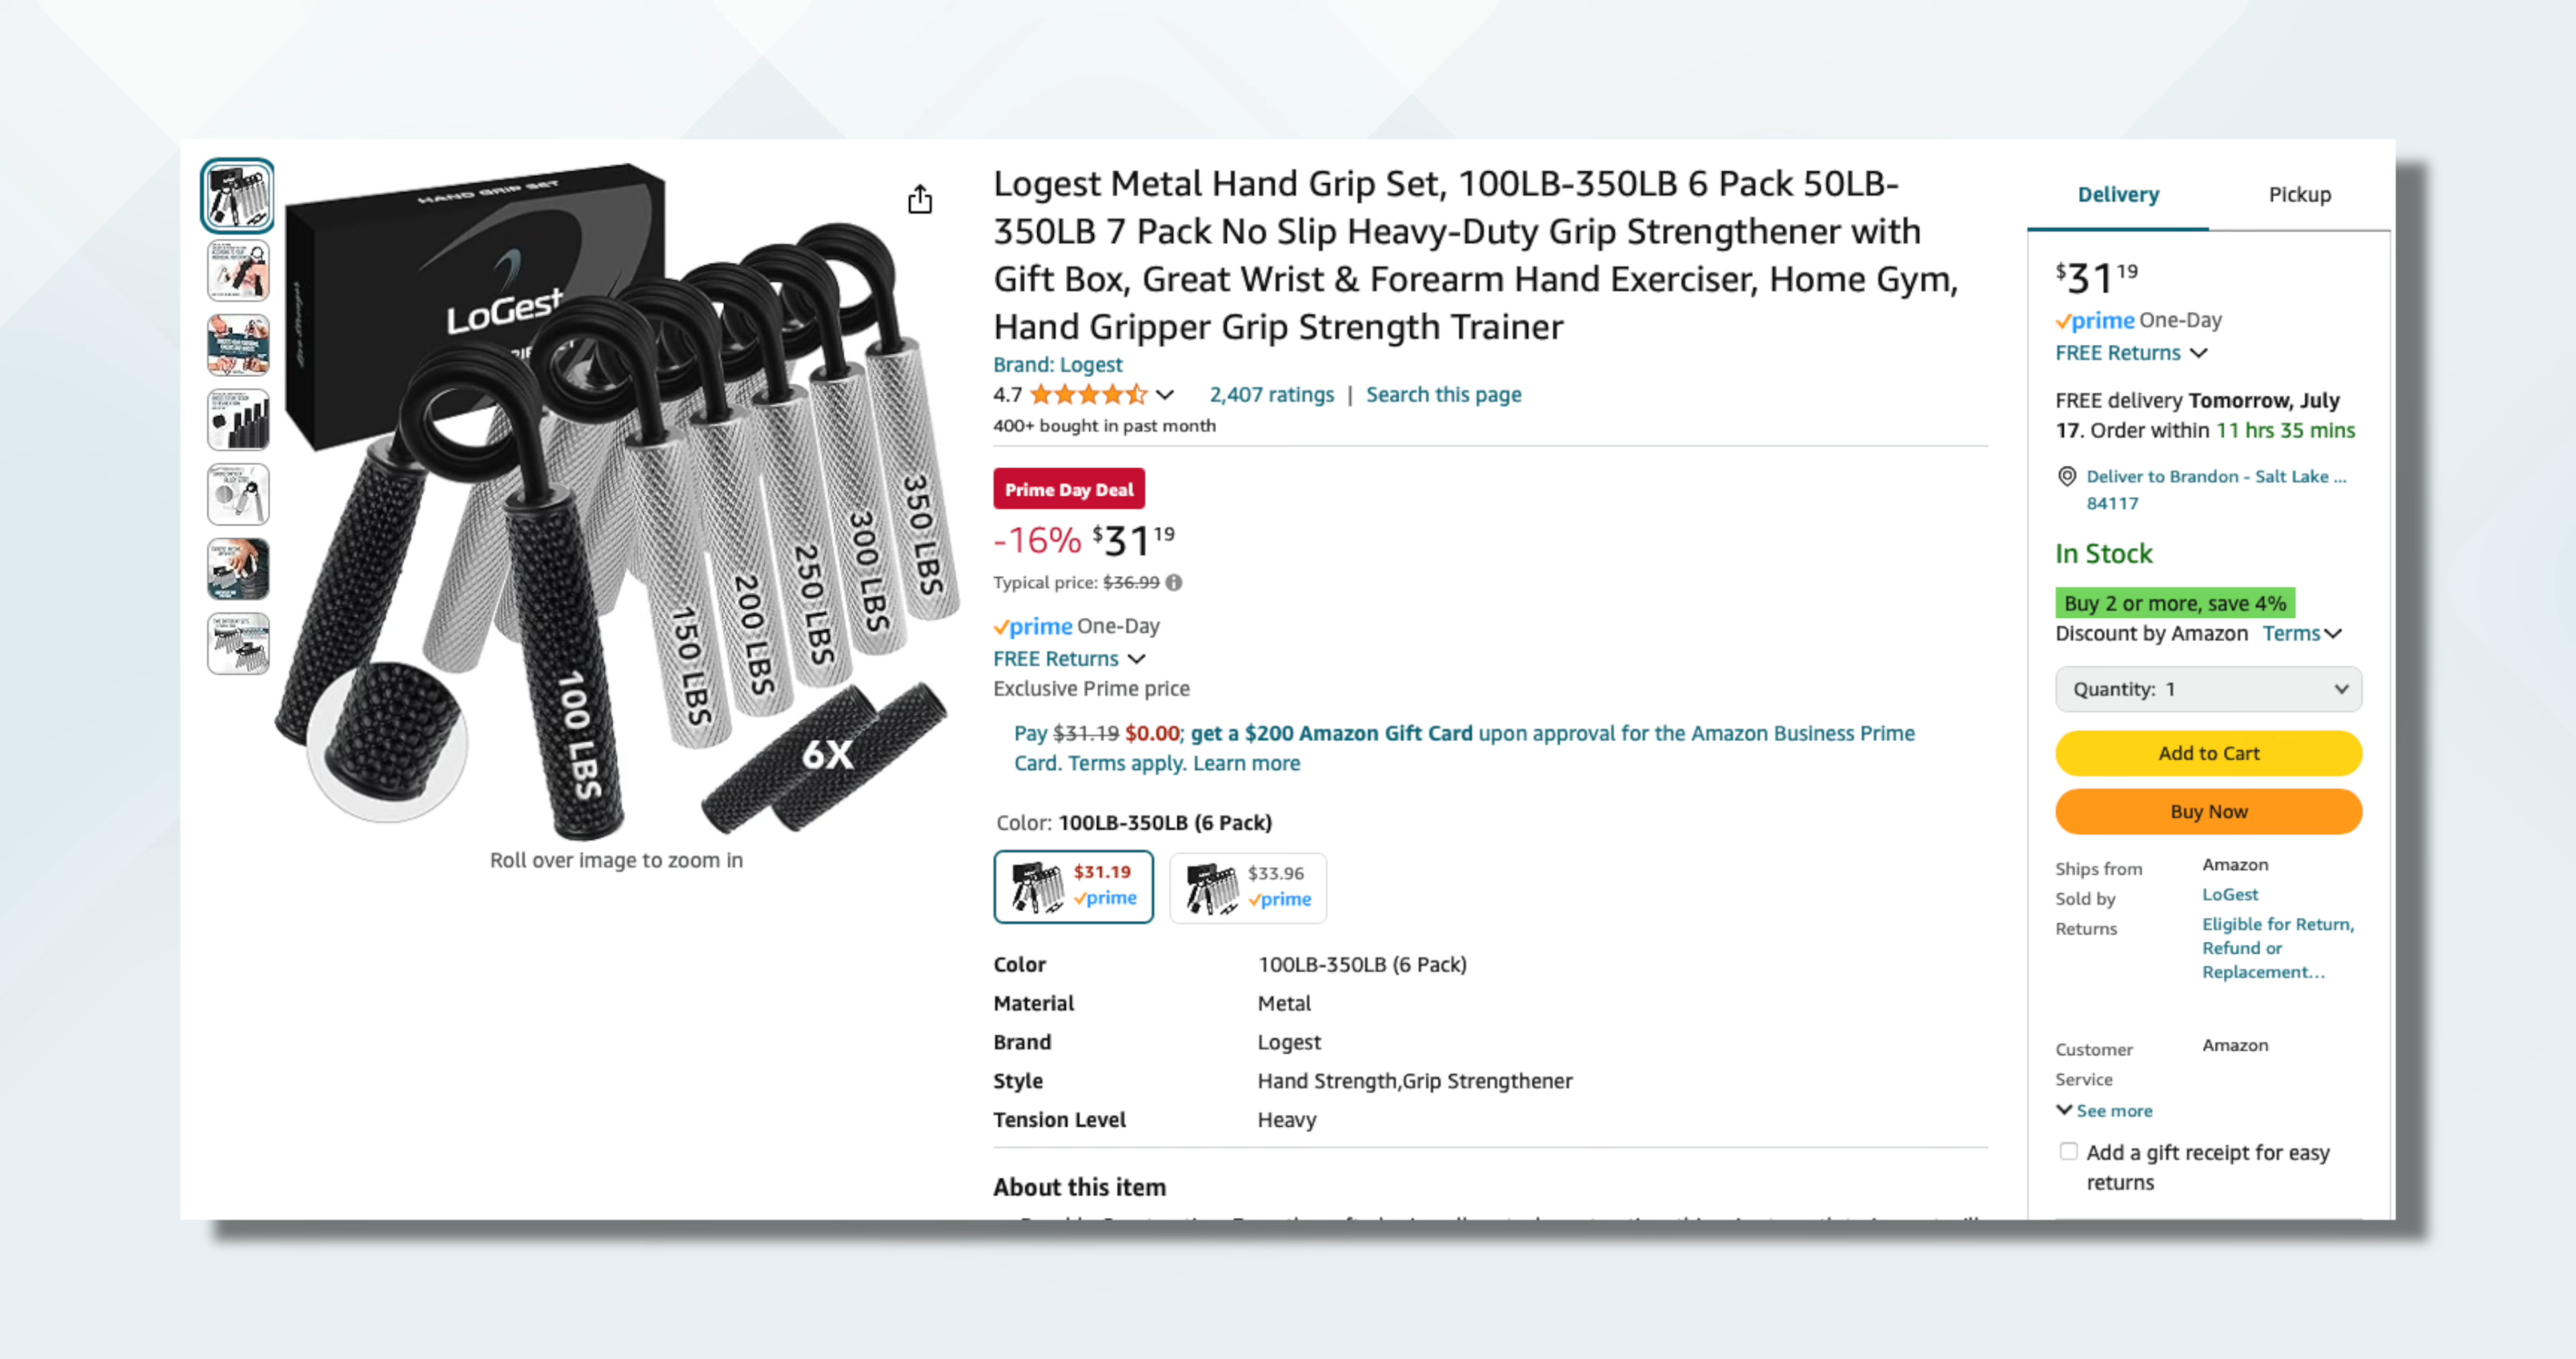 HAND GRIP SET
LoGest
100 LBS
150 LBS
200 LBS
250 LBS
300 LBS
350 LBS
6X
Roll over image to zoom in
Logest Metal Hand Grip Set, 100LB-350LB 6 Pack 50LB-
350LB 7 Pack No Slip Heavy-Duty Grip Strengthener with
Gift Box, Great Wrist & Forearm Hand Exerciser, Home Gym,
Hand Gripper Grip Strength Trainer
Brand: Logest
4.7 2,407 ratings | Search this page
400+ bought in past month
Prime Day Deal
-16% $31 19
Typical price: $36.99
prime One-Day
FREE Returns
Exclusive Prime price
Pay $31.19 $0.00; get a $200 Amazon Gift Card upon approval for the Amazon Business Prime
Card. Terms apply. Learn more
Color: 100LB-350LB (6 Pack)
$31.19 $33.96
prime prime
Color 100LB-350LB (6 Pack)
Material Metal
Brand Logest
Style Hand Strength,Grip Strengthener
Tension Level Heavy
About this item
Delivery Pickup
$31 19
prime One-Day
FREE Returns
FREE delivery Tomorrow, July
17. Order within 11 hrs 35 mins
Deliver to Brandon - Salt Lake ...
84117
In Stock
Buy 2 or more, save 4%
Discount by Amazon Terms
Quantity: 1
Add to Cart
Buy Now
Ships from Amazon
Sold by LoGest
Returns Eligible for Return,
Refund or
Replacement...
Customer Amazon
Service
See more
Add a gift receipt for easy
returns